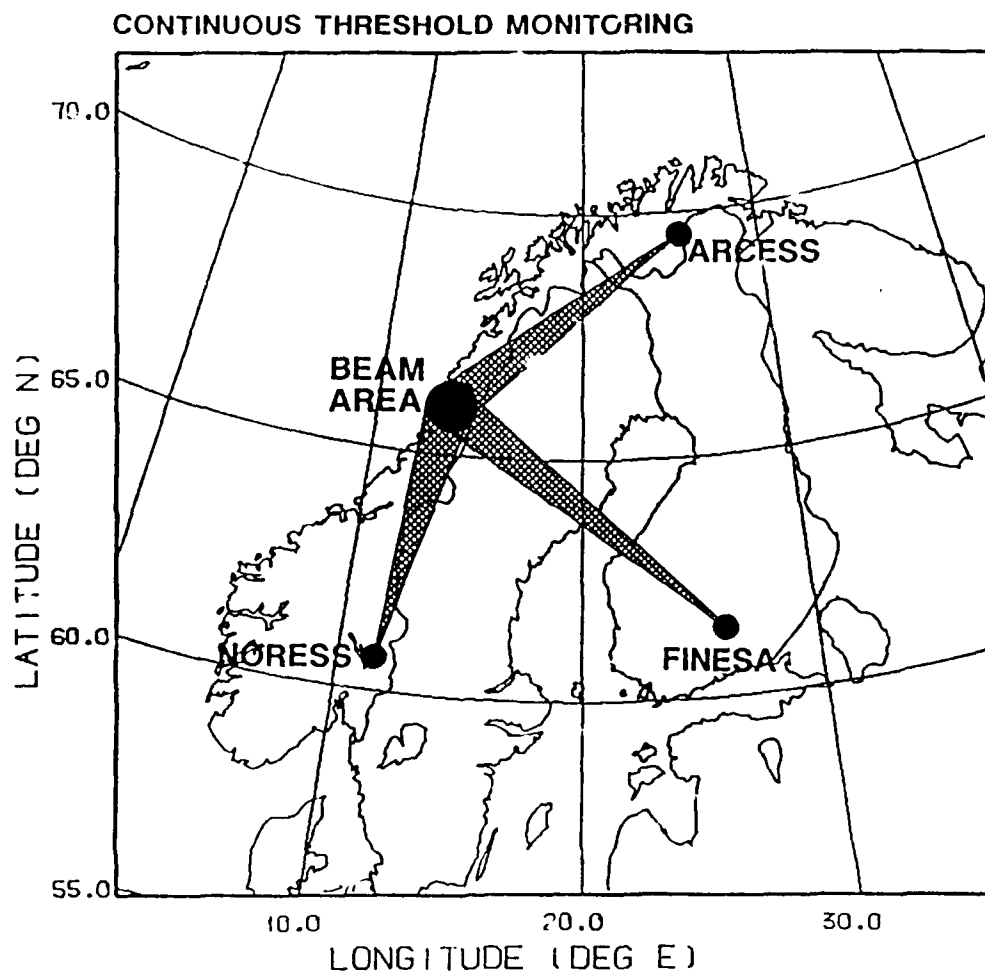 CONTINUOUS THRESHOLD MONITORING
70.0
ARCESS
65.0
BEAM
AREA
LATITUDE (DEG N)
60.0
NORESS
FINESA
55.0
10.0
20.0
30.0
LONGITUDE (DEG E)